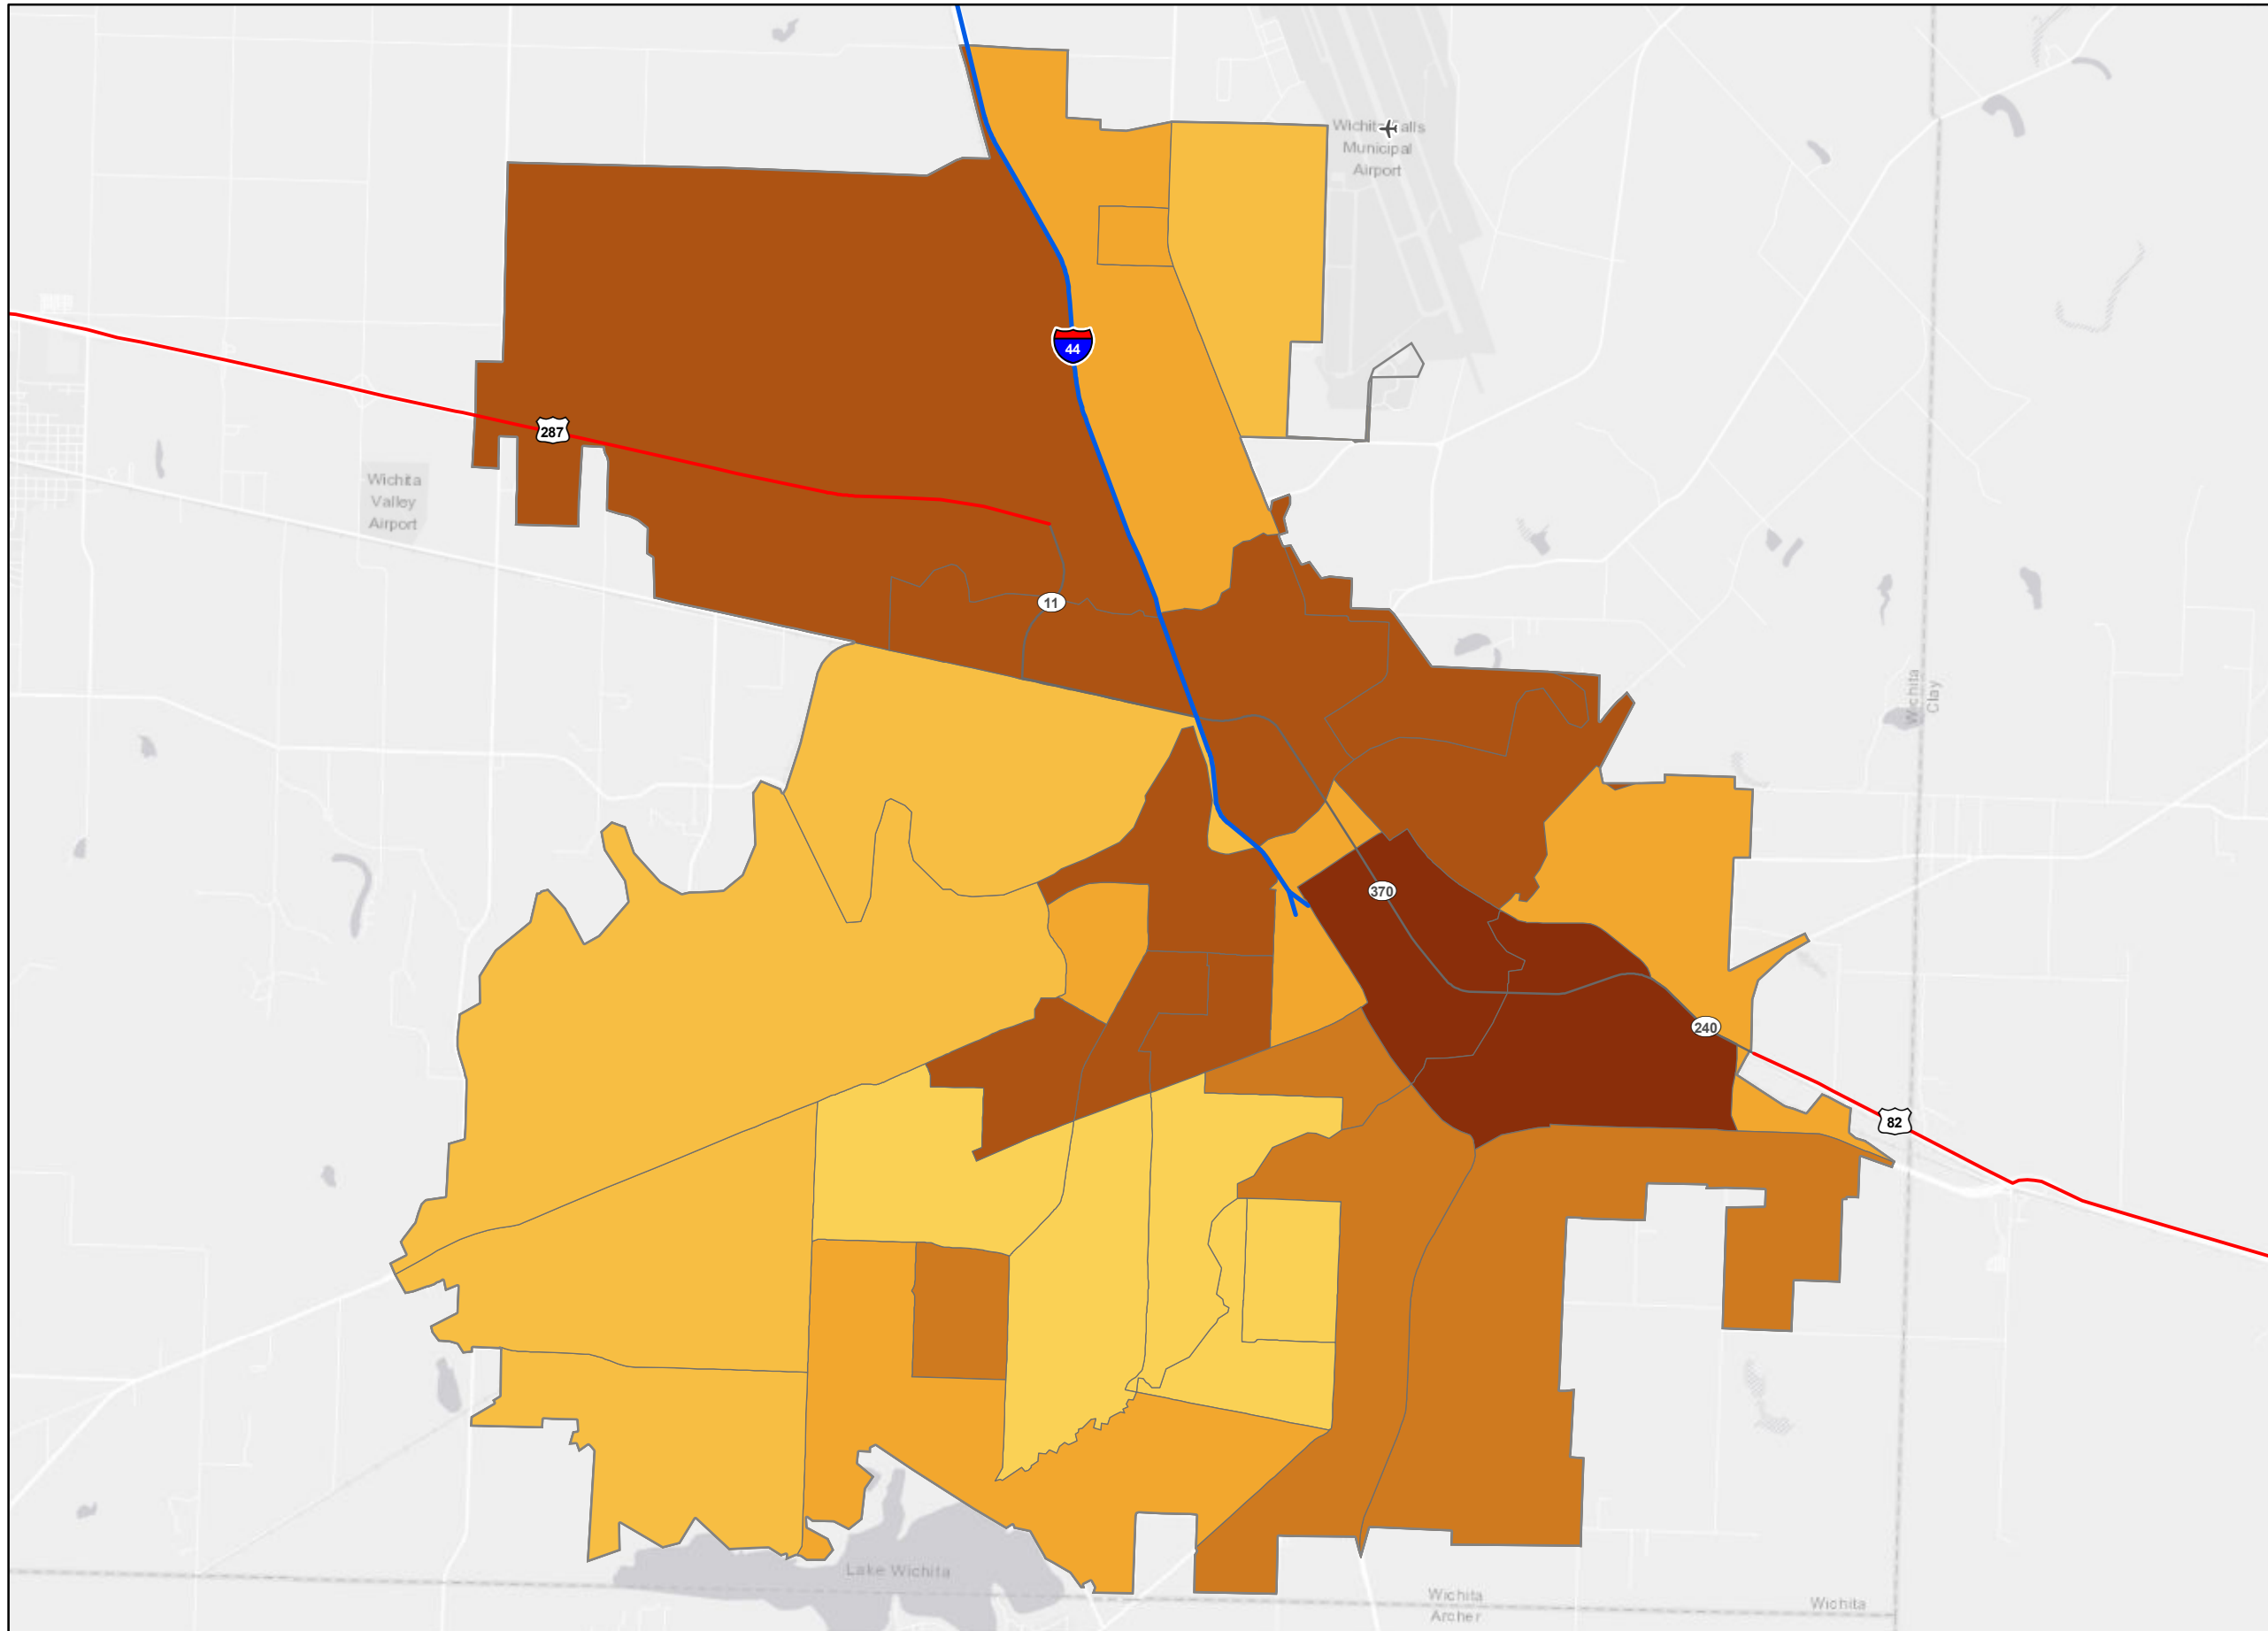 Wichita Falls
Municipal
Airport
44
287
Wichita
Valley
Airport
11
Wichita
Clay
370
240
82
Lake Wichita
Wichita
Archer
Wichita